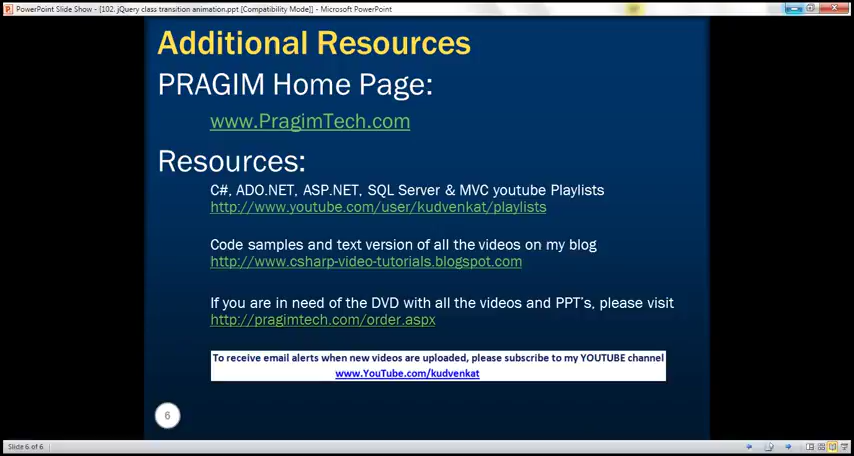 PowerPoint Slide Show - [102. jQuery class transition animation.ppt [Compatibility Mode]] - Microsoft PowerPoint
Additional Resources
PRAGIM Home Page:
www.PragimTech.com
Resources:
C#, ADO.NET, ASP.NET, SQL Server & MVC youtube Playlists
http://www.youtube.com/user/kudvenkat/playlists
Code samples and text version of all the videos on my blog
http://www.csharp-video-tutorials.blogspot.com
If you are in need of the DVD with all the videos and PPT's, please visit
http://pragimtech.com/order.aspx
To receive email alerts when new videos are uploaded, please subscribe to my YOUTUBE channel
www.YouTube.com/kudvenkat
6
Slide 6 of 6